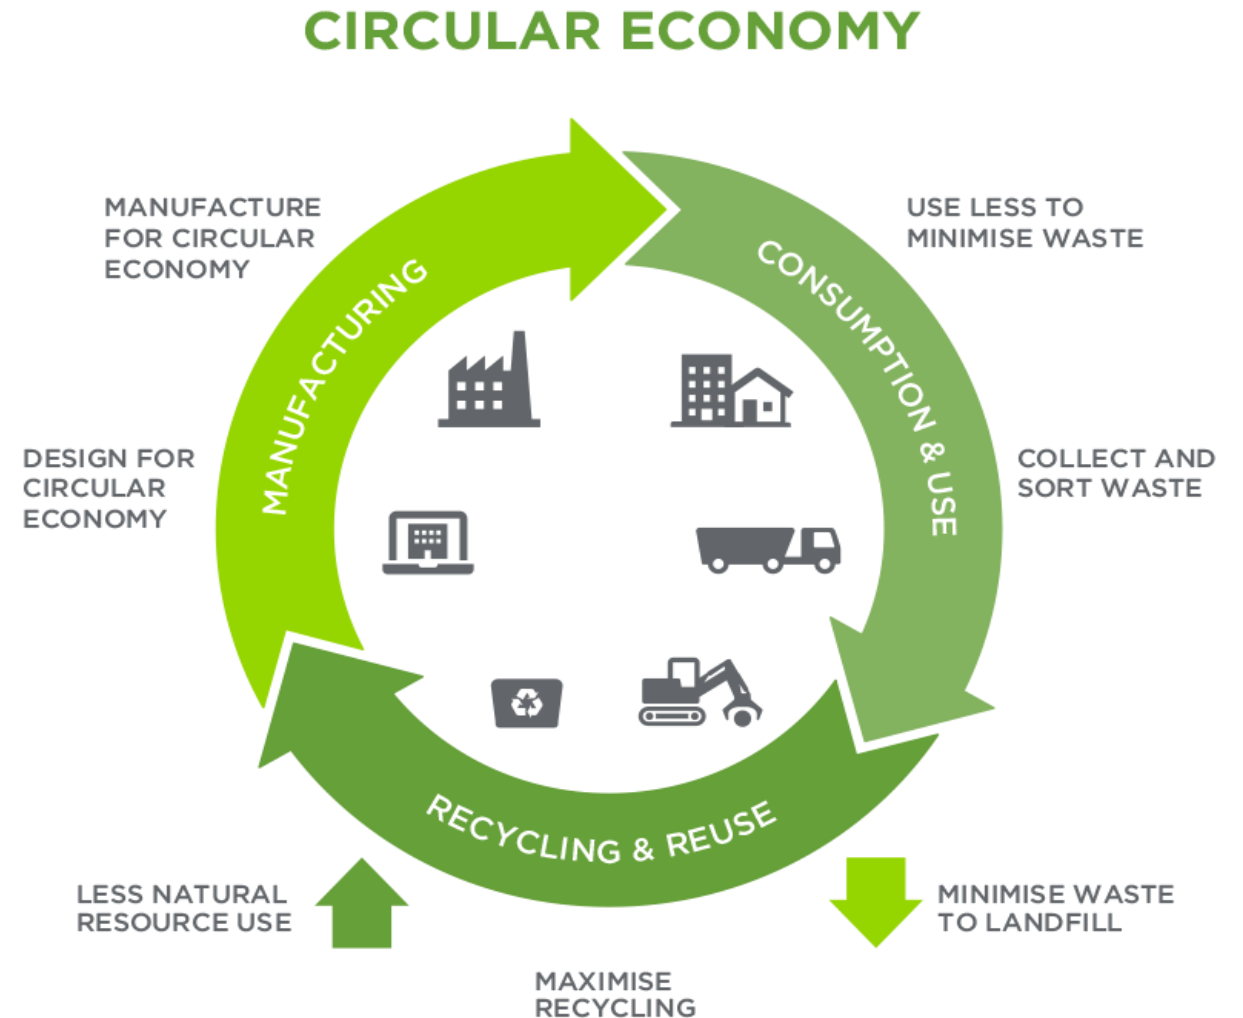 CIRCULAR ECONOMY
MANUFACTURE
FOR CIRCULAR
ECONOMY
USE LESS TO
MINIMISE WASTE
MANUFACTURING
CONSUMPTION & USE
DESIGN FOR
CIRCULAR
ECONOMY
COLLECT AND
SORT WASTE
RECYCLING & REUSE
LESS NATURAL
RESOURCE USE
MINIMISE WASTE
TO LANDFILL
MAXIMISE
RECYCLING